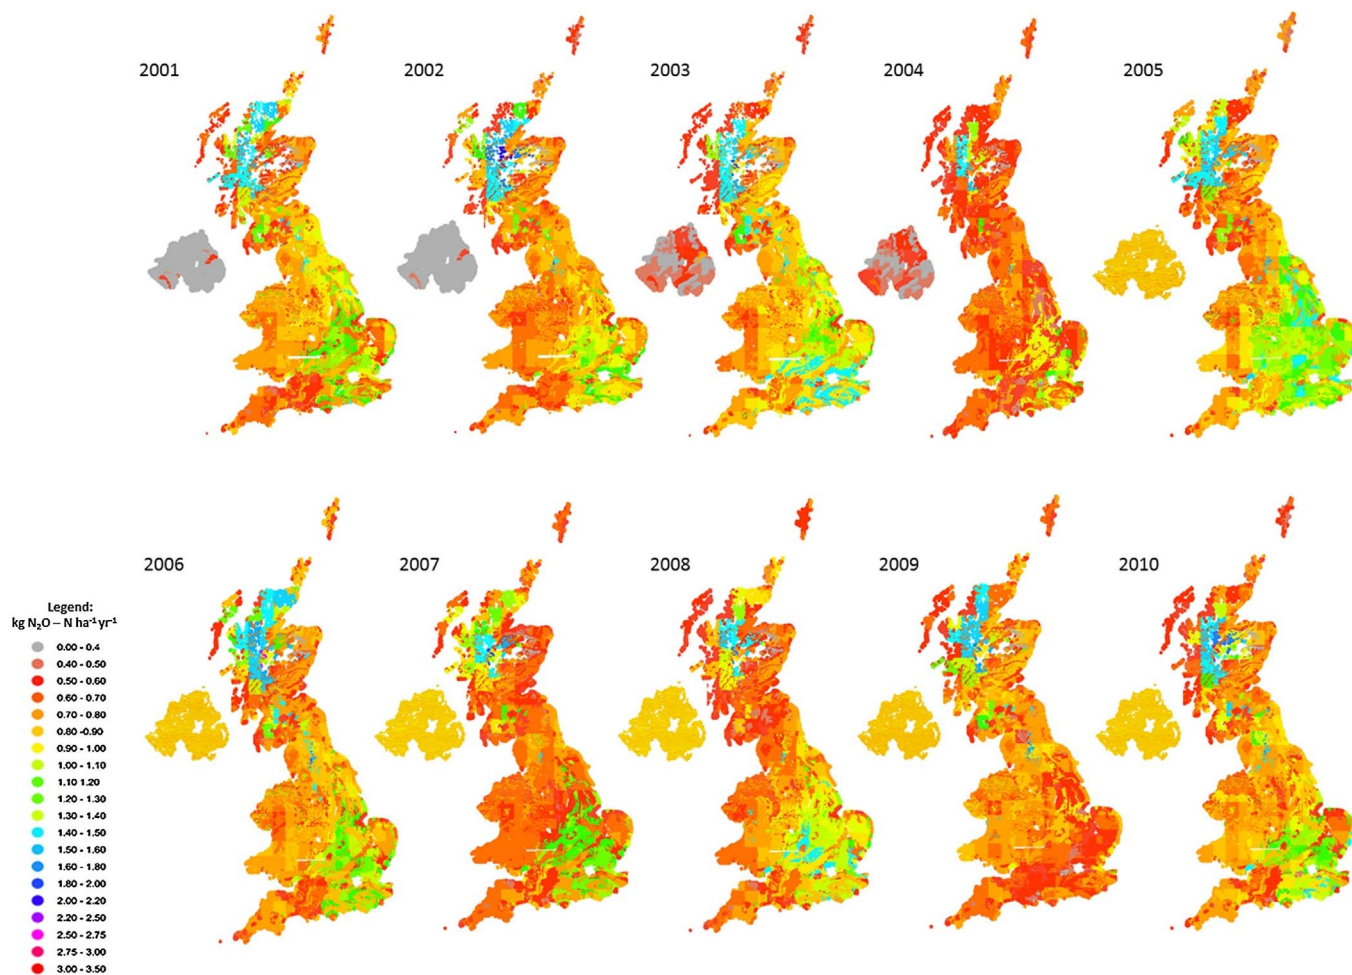 2001
2002
2003
2004
2005
2006
2007
2008
2009
2010
Legend:
kg N₂O – N ha⁻¹ yr⁻¹
0.00 - 0.4
0.40 - 0.50
0.50 - 0.60
0.60 - 0.70
0.70 - 0.80
0.80 -0.90
0.90 - 1.00
1.00 - 1.10
1.10 1.20
1.20 - 1.30
1.30 - 1.40
1.40 - 1.50
1.50 - 1.60
1.60 - 1.80
1.80 - 2.00
2.00 - 2.20
2.20 - 2.50
2.50 - 2.75
2.75 - 3.00
3.00 - 3.50